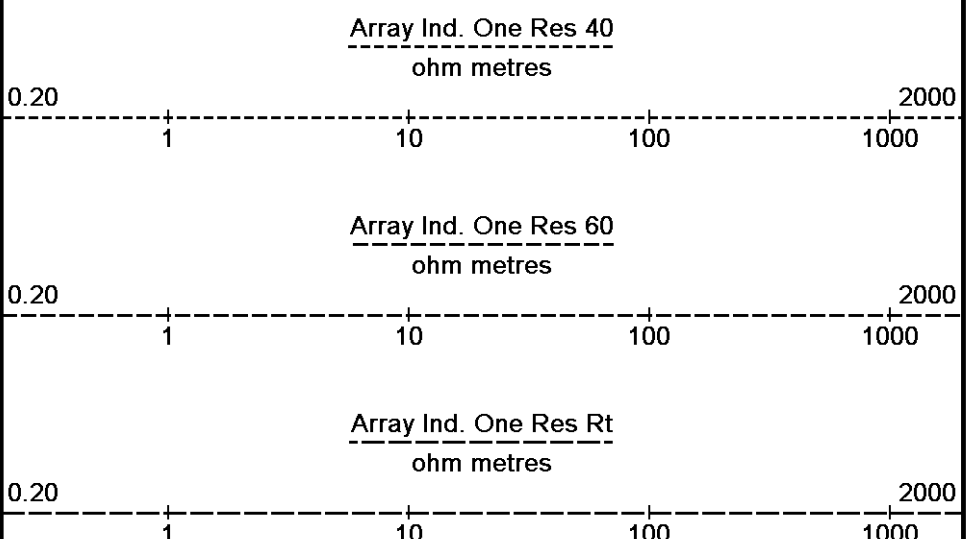 Array Ind. One Res 40
ohm metres
0.20 2000
1 10 100 1000
Array Ind. One Res 60
ohm metres
0.20 2000
1 10 100 1000
Array Ind. One Res Rt
ohm metres
0.20 2000
1 10 100 1000